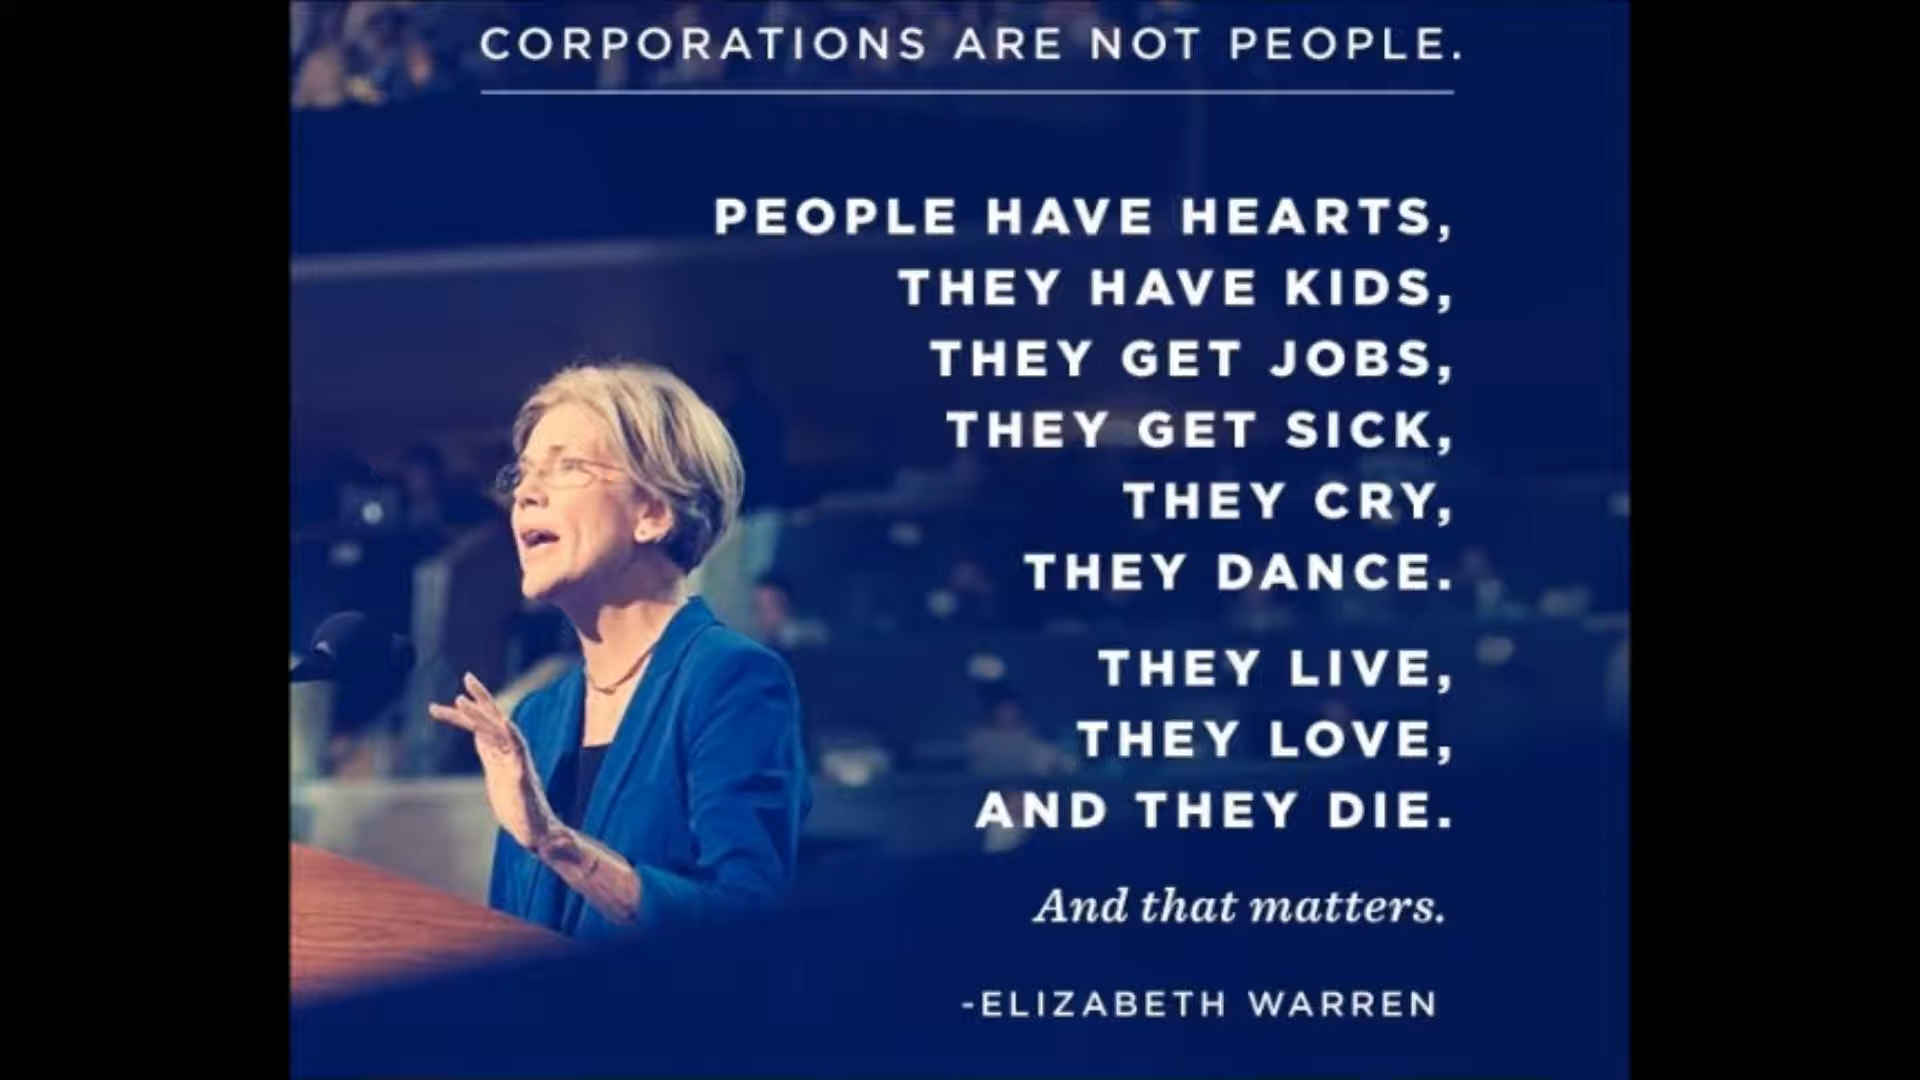 CORPORATIONS ARE NOT PEOPLE.
PEOPLE HAVE HEARTS,
THEY HAVE KIDS,
THEY GET JOBS,
THEY GET SICK,
THEY CRY,
THEY DANCE.
THEY LIVE,
THEY LOVE,
AND THEY DIE.
And that matters.
-ELIZABETH WARREN